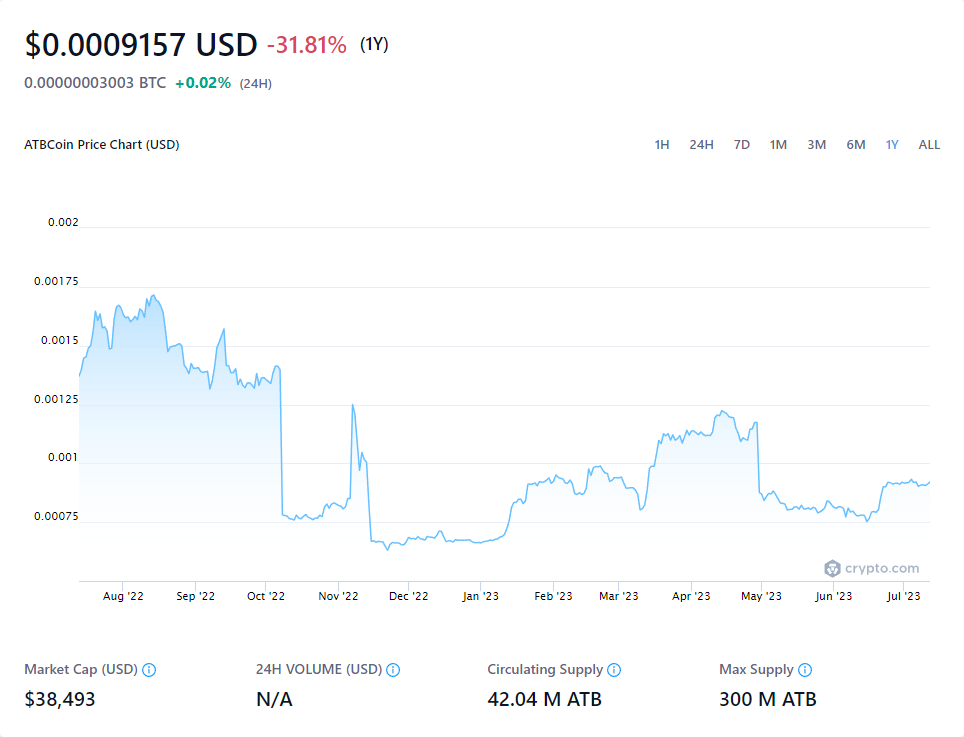 $0.0009157 USD -31.81% (1Y)
0.00000003003 BTC +0.02% (24H)
ATBCoin Price Chart (USD) 1H 24H 7D 1M 3M 6M 1Y ALL
0.002
0.00175
0.0015
0.00125
0.001
0.00075
crypto.com
Aug '22 Sep '22 Oct '22 Nov '22 Dec '22 Jan '23 Feb '23 Mar '23 Apr '23 May '23 Jun '23 Jul '23
Market Cap (USD) 24H VOLUME (USD) Circulating Supply Max Supply
$38,493 N/A 42.04 M ATB 300 M ATB